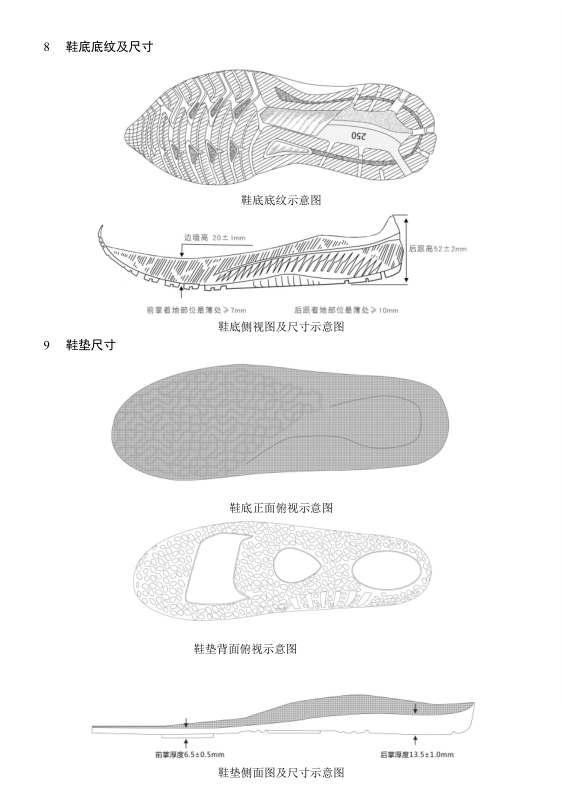 8 鞋底底纹及尺寸
250
鞋底底纹示意图
边墙高 20±1mm
后跟高52±2mm
前掌着地部位最薄处≥7mm 后跟着地部位最薄处≥10mm
鞋底侧视图及尺寸示意图
9 鞋垫尺寸
鞋底正面俯视示意图
鞋垫背面俯视示意图
前掌厚度6.5±0.5mm 后掌厚度13.5±1.0mm
鞋垫侧面图及尺寸示意图